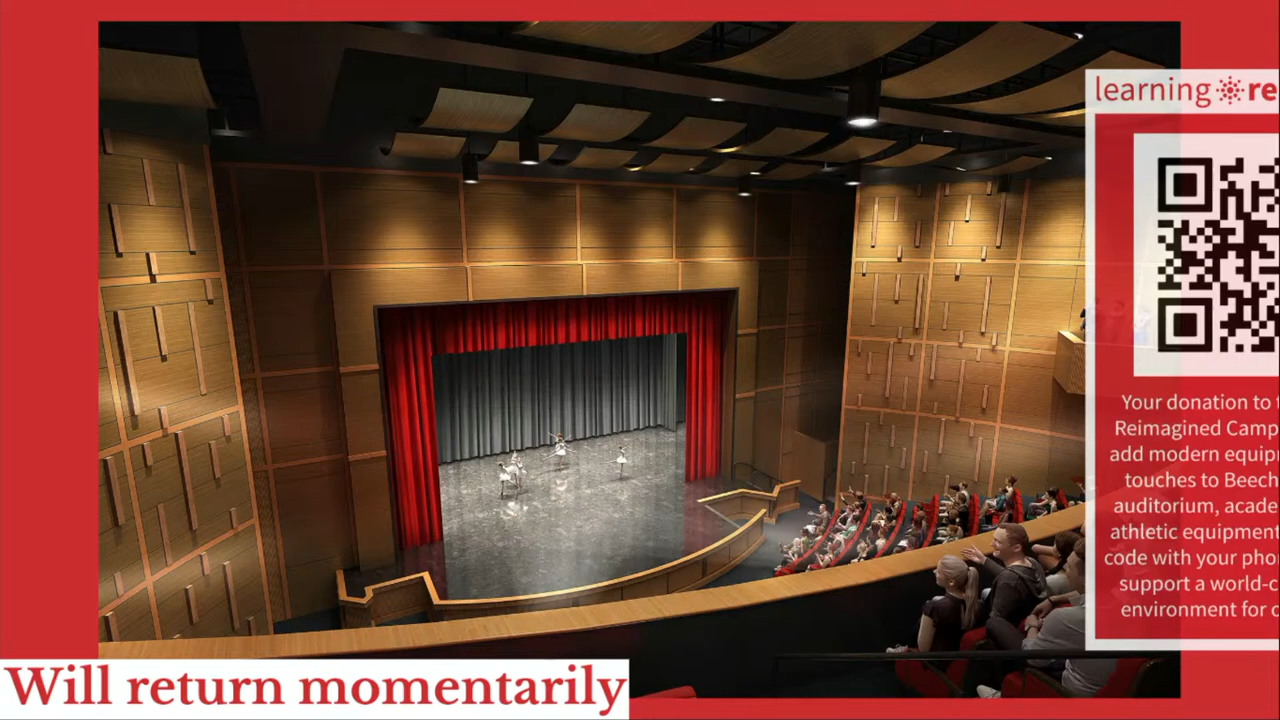 learning re
Your donation to
Reimagined Camp
add modern equip
touches to Beech
auditorium, acade
athletic equipment
code with your pho
support a world-c
environment for
Will return momentarily